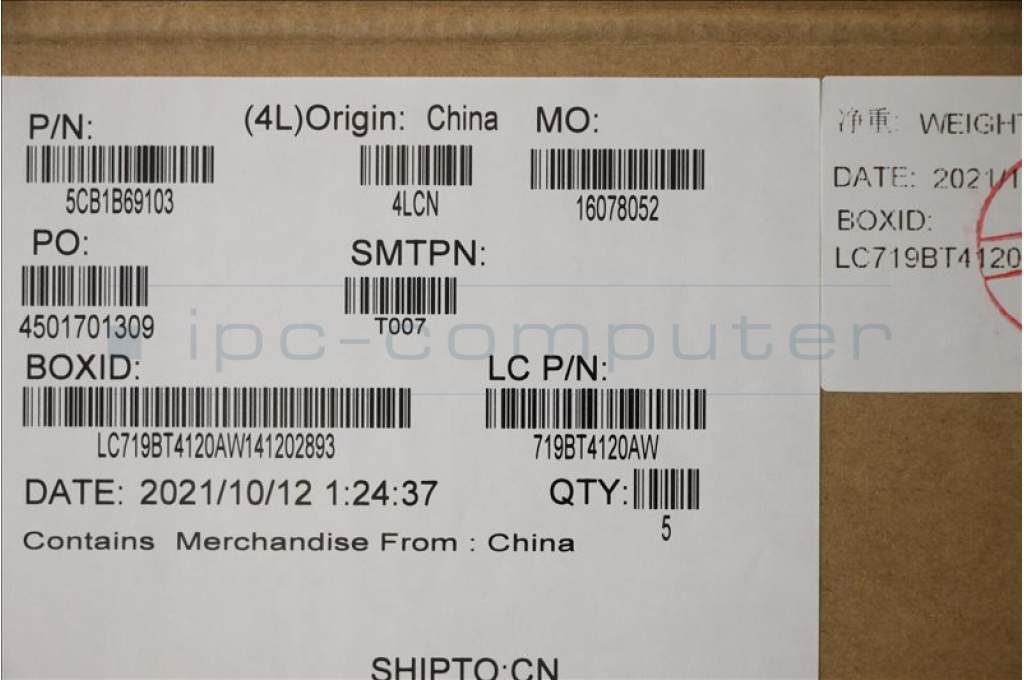 P/N:
5CB1B69103
(4L)Origin: China
4LCN
MO:
16078052
PO:
4501701309
SMTPN:
T007
BOXID:
LC719BT4120AW141202893
LC P/N:
719BT4120AW
DATE: 2021/10/12 1:24:37
QTY:
5
Contains Merchandise From : China
SHIPTO:CN
净重: WEIGHT
DATE: 2021/1
BOXID:
LC719BT4120
ipc-computer